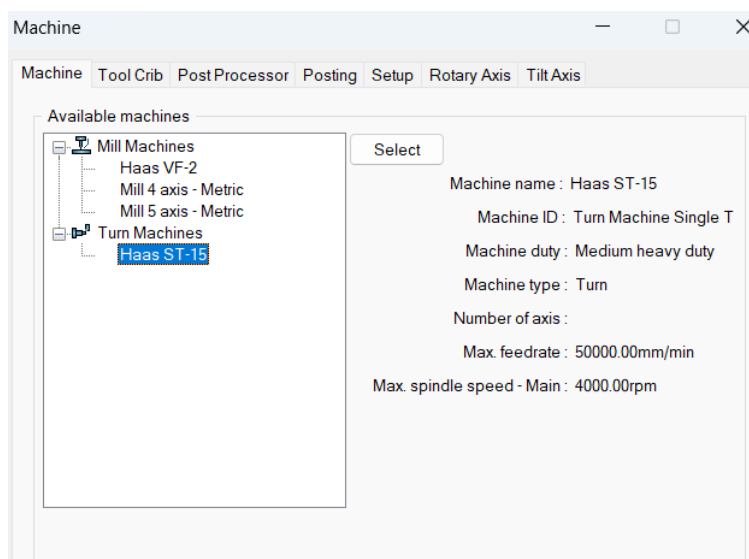 Machine
Machine Tool Crib Post Processor Posting Setup Rotary Axis Tilt Axis
Available machines
Mill Machines
Haas VF-2
Mill 4 axis - Metric
Mill 5 axis - Metric
Turn Machines
Haas ST-15
Select
Machine name : Haas ST-15
Machine ID : Turn Machine Single T
Machine duty : Medium heavy duty
Machine type : Turn
Number of axis :
Max. feedrate : 50000.00mm/min
Max. spindle speed - Main : 4000.00rpm